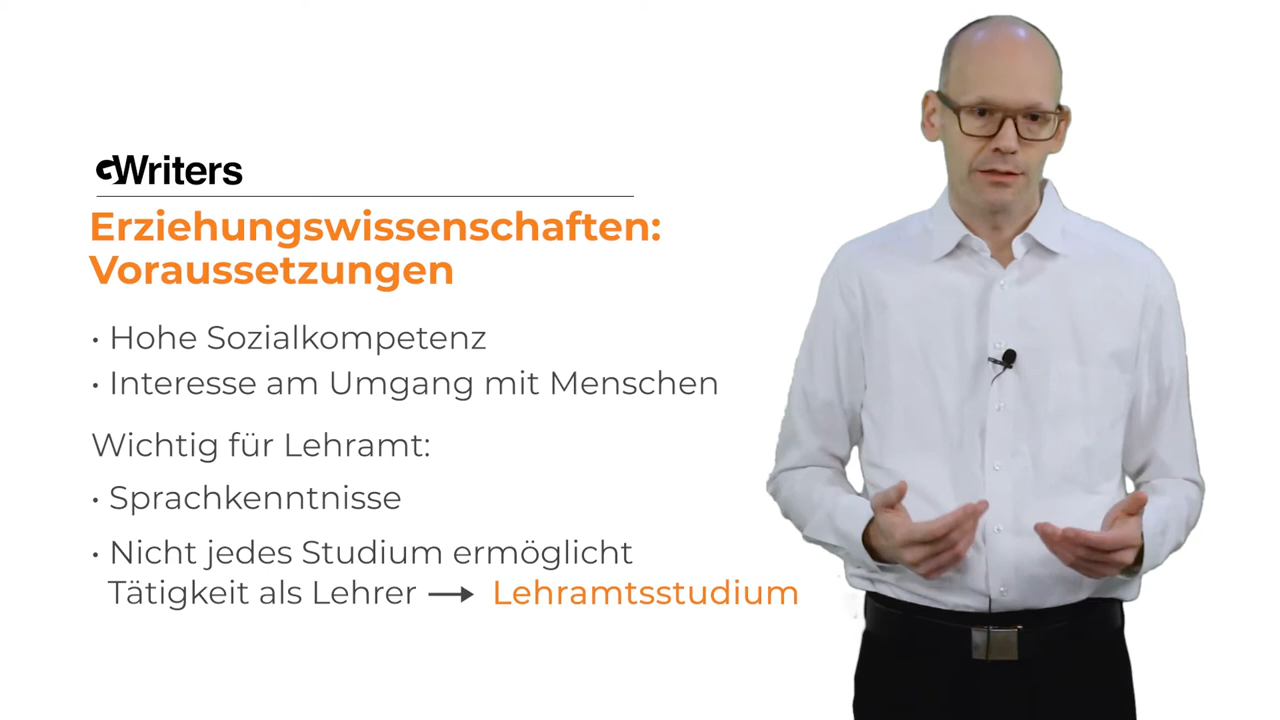 GWriters
Erziehungswissenschaften:
Voraussetzungen
• Hohe Sozialkompetenz
• Interesse am Umgang mit Menschen
Wichtig für Lehramt:
• Sprachkenntnisse
• Nicht jedes Studium ermöglicht
Tätigkeit als Lehrer → Lehramtsstudium